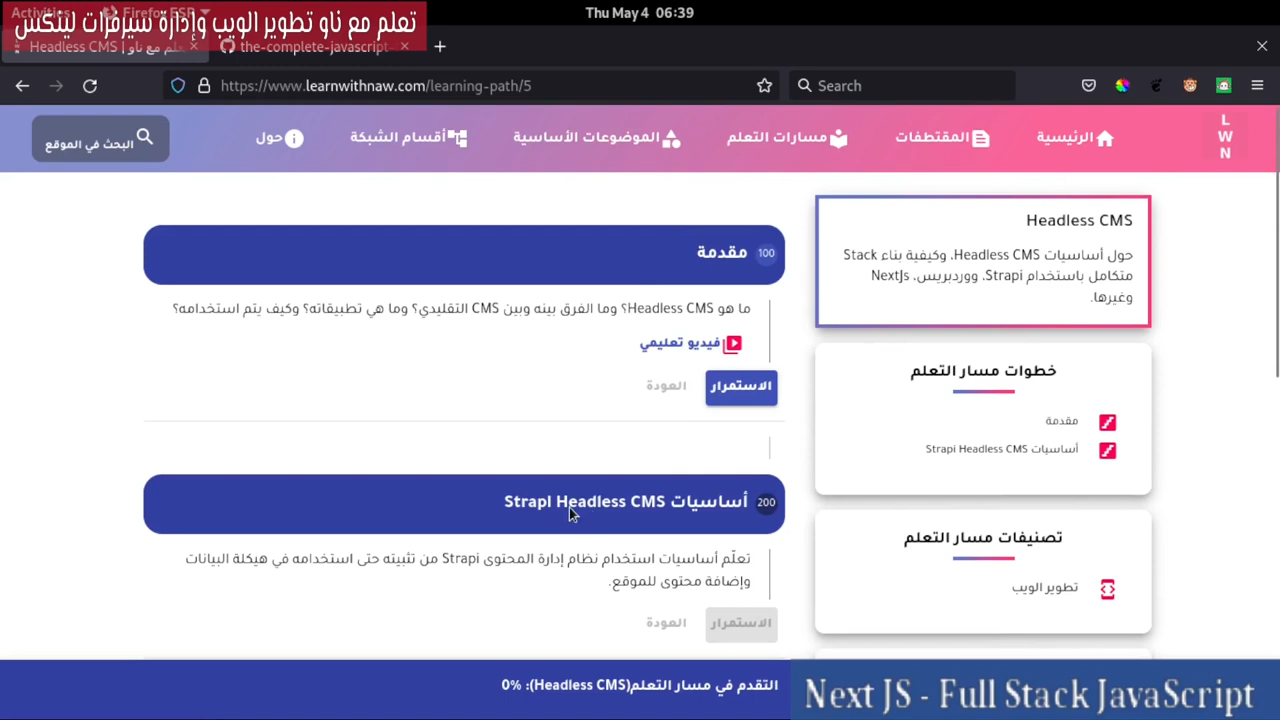 Activities
Firefox ESR
Thu May 4 06:39
تعلم مع ناو تطوير الويب وإدارة سيرفرات لينكس
Headless CMS | تعلم مع ناو
the-complete-javascript-
https://www.learnwithnaw.com/learning-path/5
Search
L
W
N
الرئيسية
المقتطفات
مسارات التعلم
الموضوعات الأساسية
أقسام الشبكة
حول
البحث في الموقع
Headless CMS
حول أساسيات Headless CMS، وكيفية بناء Stack
متكامل باستخدام Strapi، ووردبريس، NextJs
وغيرها.
خطوات مسار التعلم
مقدمة
أساسيات Strapi Headless CMS
تصنيفات مسار التعلم
تطوير الويب
100 مقدمة
ما هو Headless CMS؟ وما الفرق بينه وبين CMS التقليدي؟ وما هي تطبيقاته؟ وكيف يتم استخدامه؟
فيديو تعليمي
الاستمرار
العودة
200 أساسيات StrapI Headless CMS
تعلّم أساسيات استخدام نظام إدارة المحتوى Strapi من تثبيته حتى استخدامه في هيكلة البيانات
وإضافة محتوى للموقع.
الاستمرار
العودة
التقدم في مسار التعلم(Headless CMS): 0%
Next JS - Full Stack JavaScript